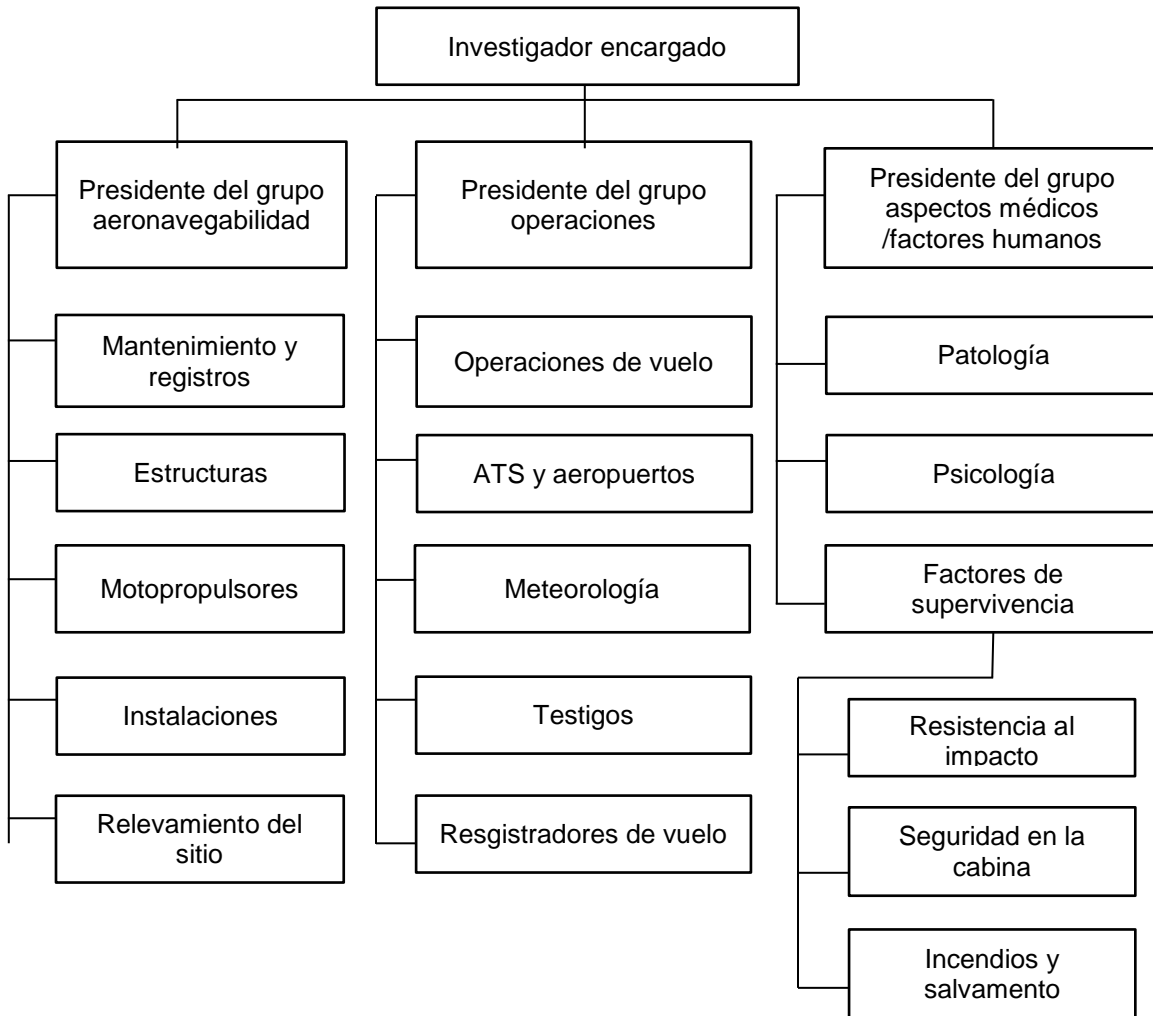 Investigador encargado
Presidente del grupo
aeronavegabilidad
Presidente del grupo
operaciones
Presidente del grupo
aspectos médicos
/factores humanos
Mantenimiento y
registros
Operaciones de vuelo
Patología
Estructuras
ATS y aeropuertos
Psicología
Motopropulsores
Meteorología
Factores de
supervivencia
Instalaciones
Testigos
Resistencia al
impacto
Relevamiento del
sitio
Resgistradores de vuelo
Seguridad en la
cabina
Incendios y
salvamento